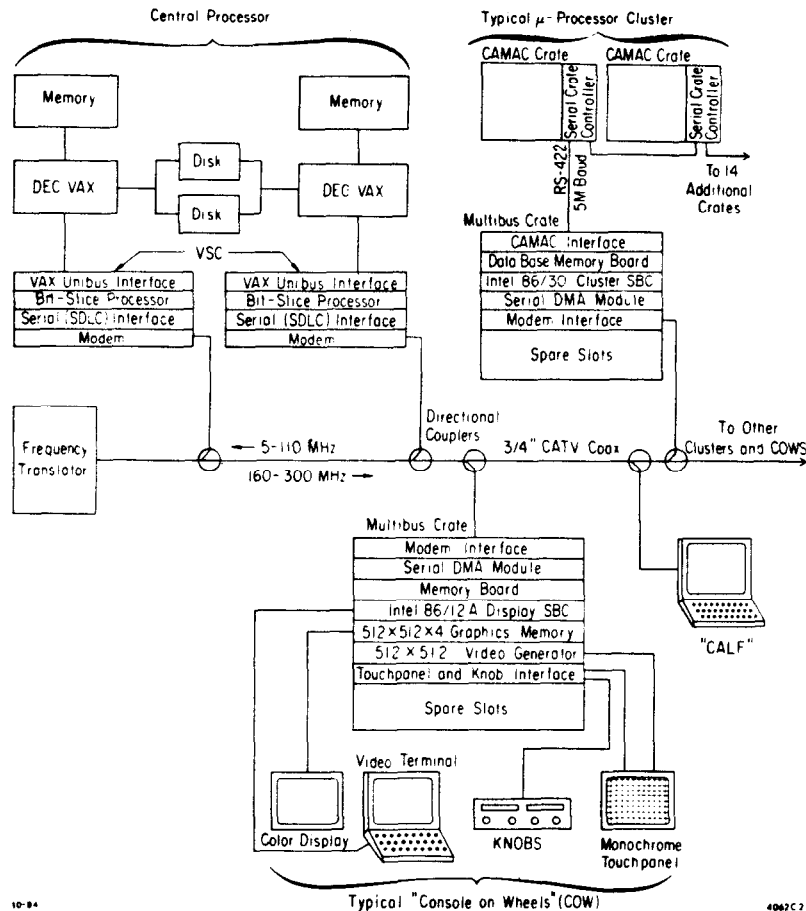 Central Processor
Typical μ-Processor Cluster
CAMAC Crate
CAMAC Crate
Memory
Memory
Serial Crate
Controller
Serial Crate
Controller
DEC VAX
Disk
Disk
DEC VAX
RS-422
5M Baud
To 14
Additional
Crates
VSC
Multibus Crate
CAMAC Interface
Data Base Memory Board
Intel 86/30 Cluster SBC
Serial DMA Module
Modem Interface
Spare Slots
VAX Unibus Interface
Bit-Slice Processor
Serial (SDLC) Interface
Modem
VAX Unibus Interface
Bit-Slice Processor
Serial (SDLC) Interface
Modem
Frequency
Translator
5-110 MHz
160-300 MHz
Directional
Couplers
3/4" CATV Coax
To Other
Clusters and COWS
Multibus Crate
Modem Interface
Serial DMA Module
Memory Board
Intel 86/12A Display SBC
512×512×4 Graphics Memory
512 × 512 Video Generator
Touchpanel and Knob Interface
Spare Slots
"CALF"
Video Terminal
Color Display
KNOBS
Monochrome
Touchpanel
Typical "Console on Wheels" (COW)
10-84
4062C2